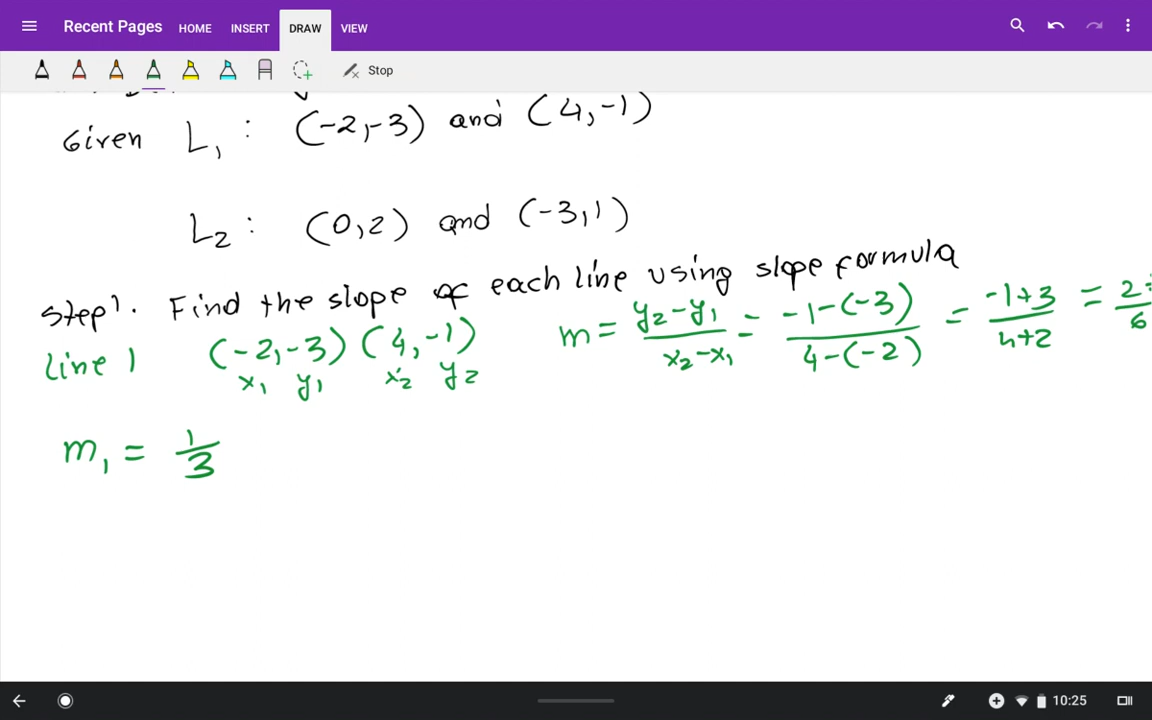 Recent Pages HOME INSERT DRAW VIEW
Stop
Given L₁ : (-2,-3) and (4,-1)
L₂ : (0,2) and (-3,1)
Step 1. Find the slope of each line using slope formula
Line 1 (-2,-3) (4,-1) m = y₂-y₁/x₂-x₁ = -1-(-3)/4-(-2) = -1+3/4+2 = 2/6
x₁ y₁ x₂ y₂
m₁ = 1/3
10:25